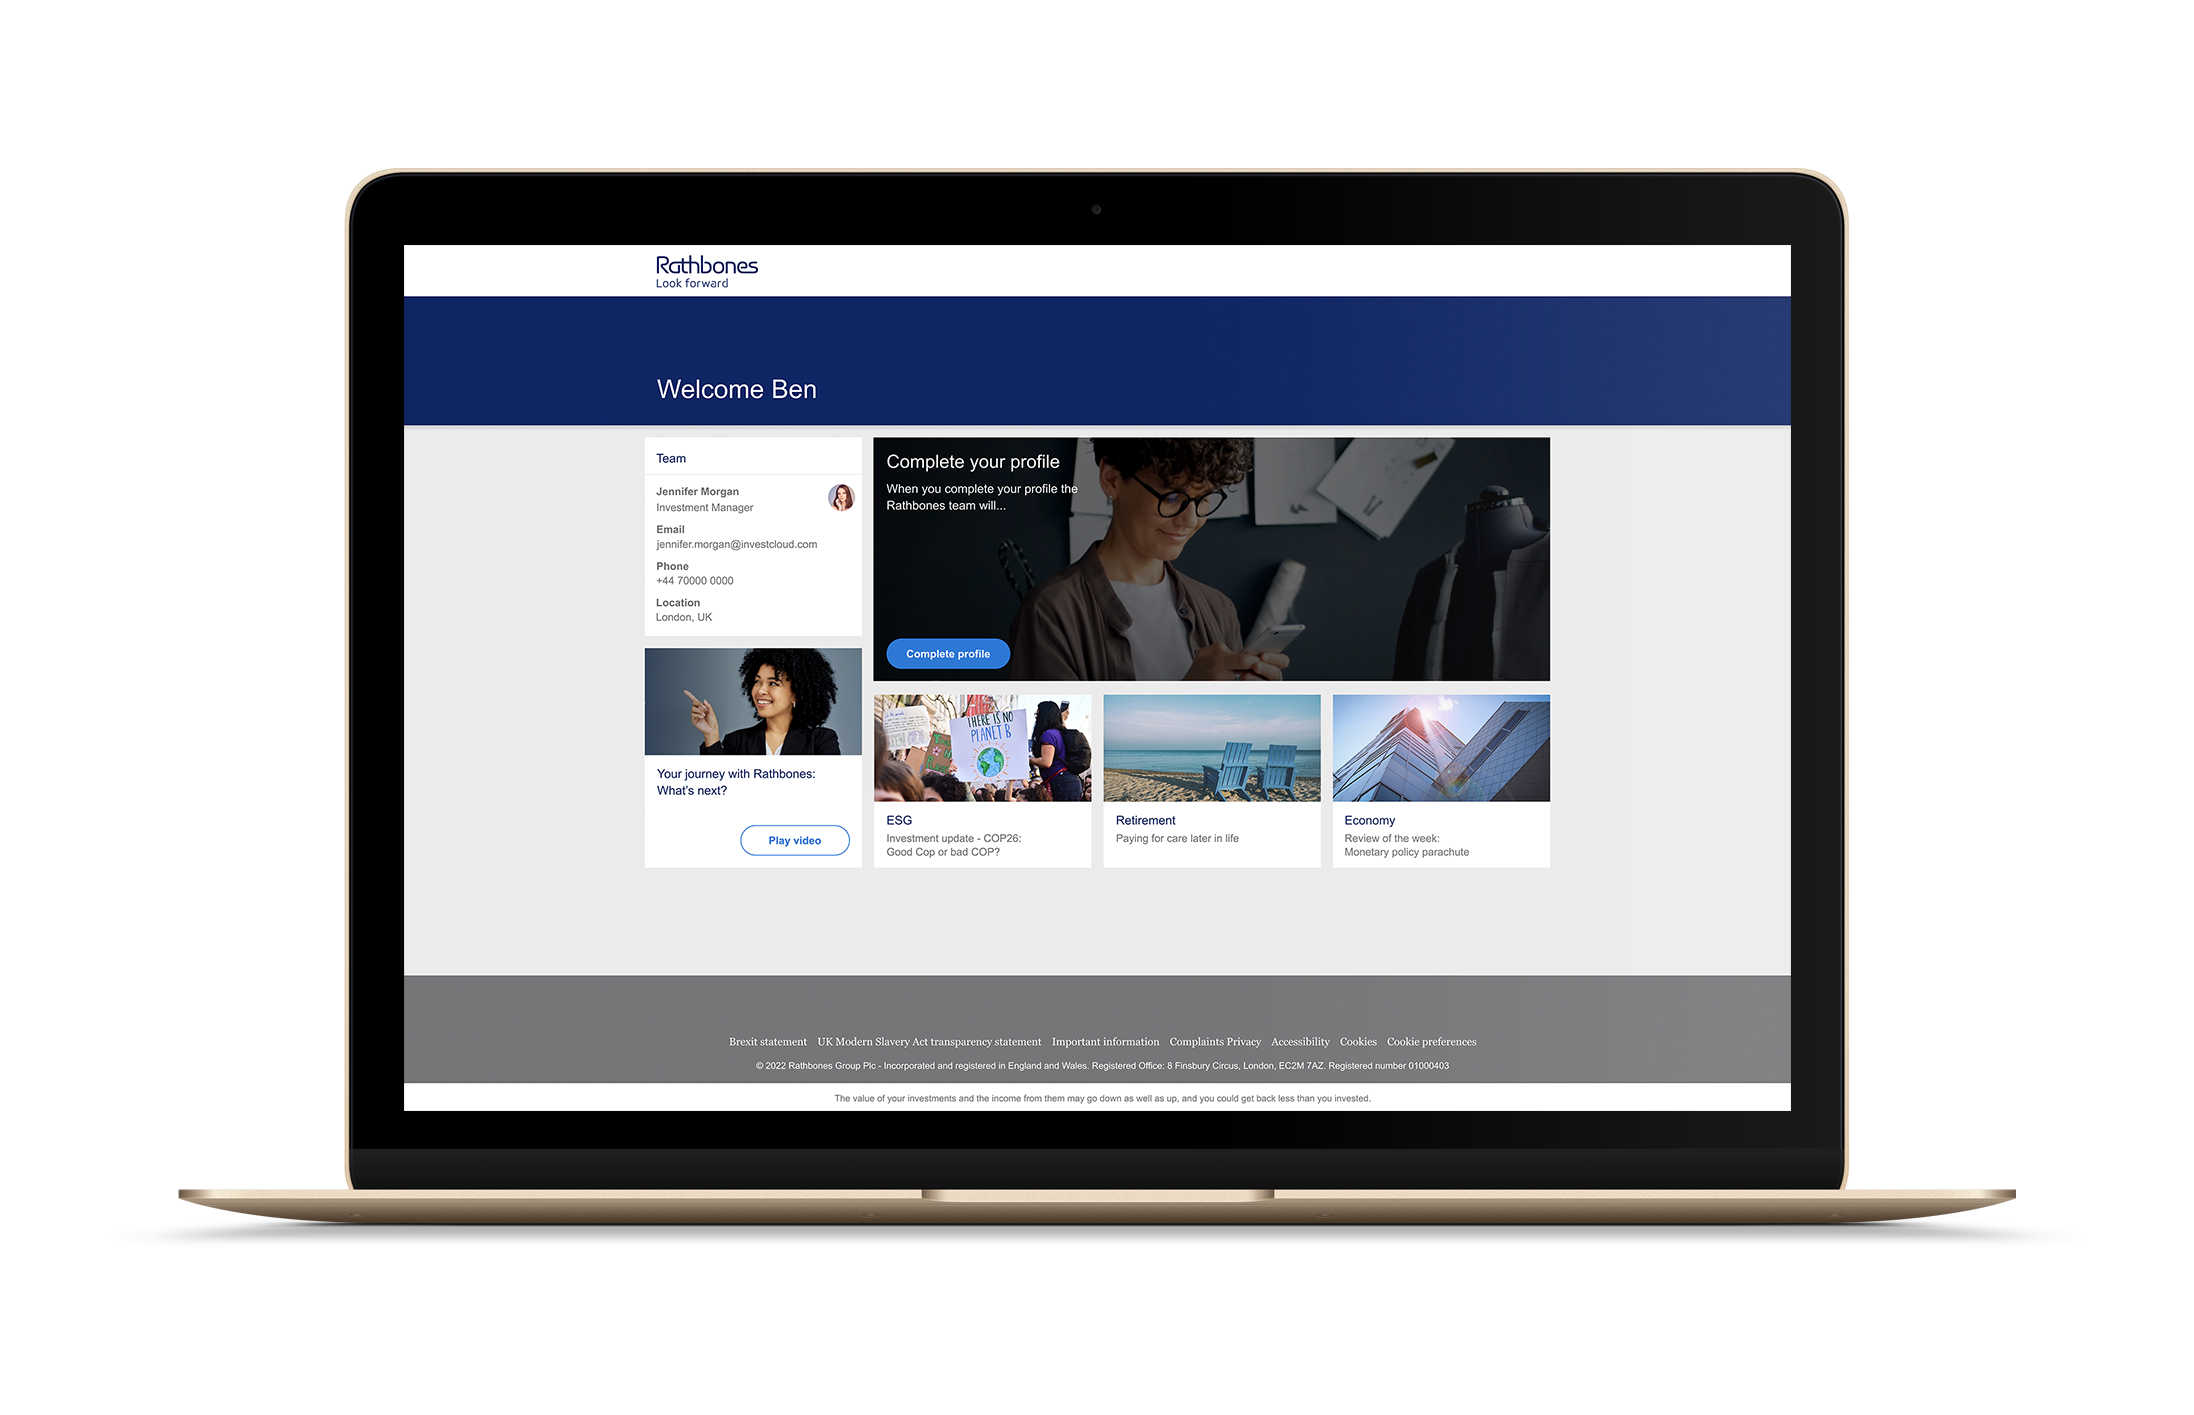 Rathbones
Look forward
Welcome Ben
Team
Jennifer Morgan
Investment Manager
Email
jennifer.morgan@investcloud.com
Phone
+44 70000 0000
Location
London, UK
Complete your profile
When you complete your profile the
Rathbones team will...
Complete profile
Your journey with Rathbones:
What's next?
Play video
THERE IS NO
PLANET B
ESG
Investment update - COP26:
Good Cop or bad COP?
Retirement
Paying for care later in life
Economy
Review of the week:
Monetary policy parachute
Brexit statement UK Modern Slavery Act transparency statement Important information Complaints Privacy Accessibility Cookies Cookie preferences
© 2022 Rathbones Group Plc - Incorporated and registered in England and Wales. Registered Office: 8 Finsbury Circus, London, EC2M 7AZ. Registered number 01000403
The value of your investments and the income from them may go down as well as up, and you could get back less than you invested.